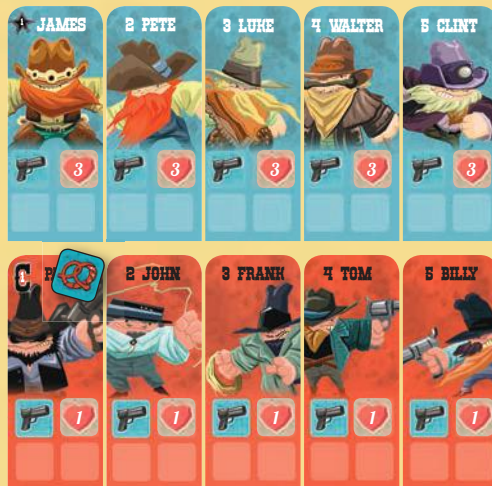 1 JAMES 2 PETE 3 LUKE 4 WALTER 5 CLINT
3 3 3 3 3
C 1 2 JOHN 3 FRANK 4 TOM 5 BILLY
1 1 1 1 1